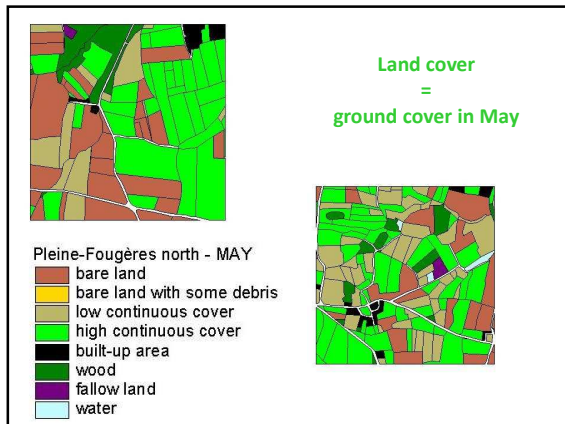 Land cover
=
ground cover in May
Pleine-Fougères north - MAY
bare land
bare land with some debris
low continuous cover
high continuous cover
built-up area
wood
fallow land
water